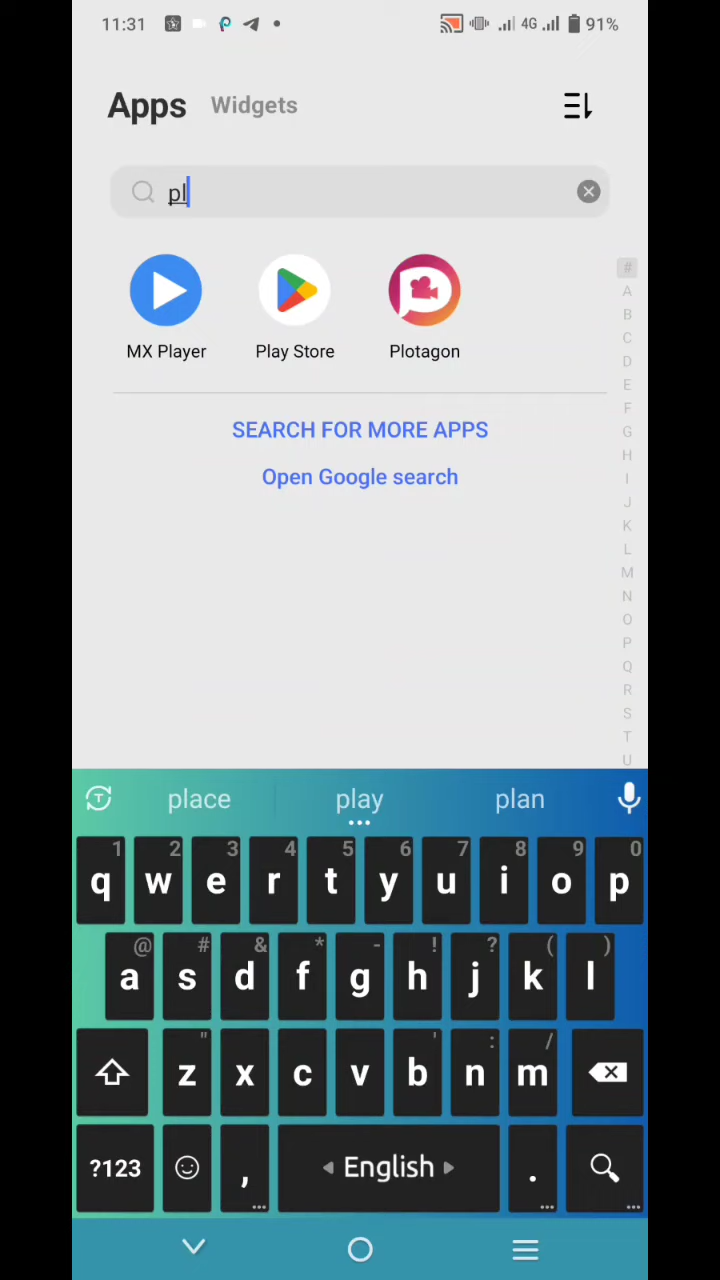 11:31 4G 91%
Apps Widgets
pl
MX Player Play Store Plotagon
SEARCH FOR MORE APPS
Open Google search
#
A
B
C
D
E
F
G
H
I
J
K
L
M
N
O
P
Q
R
S
T
U
place play plan
1 2 3 4 5 6 7 8 9 0
q w e r t y u i o p
@ # & * - ! ? ( )
a s d f g h j k l
" ' : /
z x c v b n m
?123 , English .